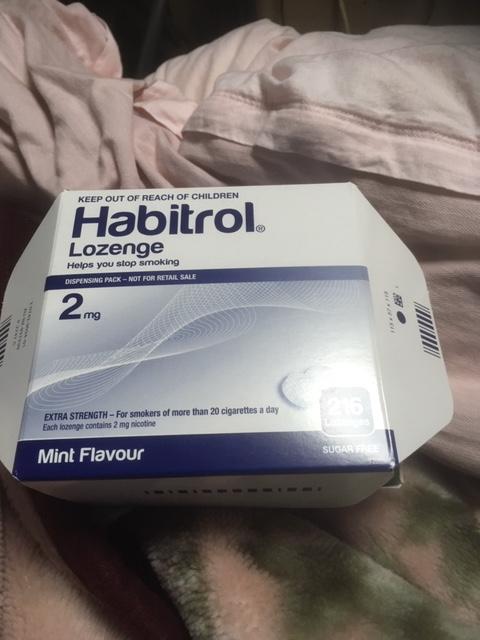 KEEP OUT OF REACH OF CHILDREN
Habitrol®
Lozenge
Helps you stop smoking
DISPENSING PACK – NOT FOR RETAIL SALE
2 mg
EXTRA STRENGTH – For smokers of more than 20 cigarettes a day
Each lozenge contains 2 mg nicotine
216
Lozenges
Mint Flavour
SUGAR FREE